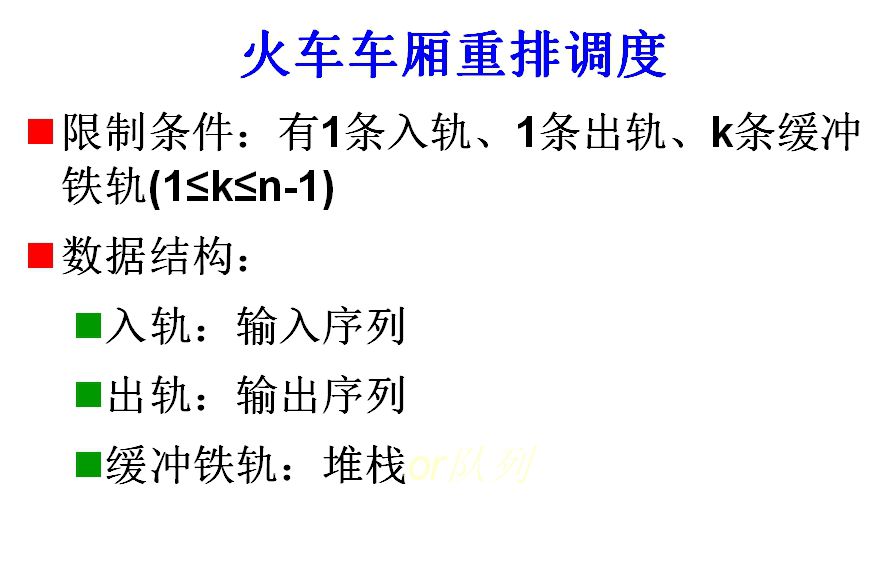 火车车厢重排调度
限制条件：有1条入轨、1条出轨、k条缓冲
铁轨(1≤k≤n-1)
数据结构：
入轨：输入序列
出轨：输出序列
缓冲铁轨：堆栈or队列